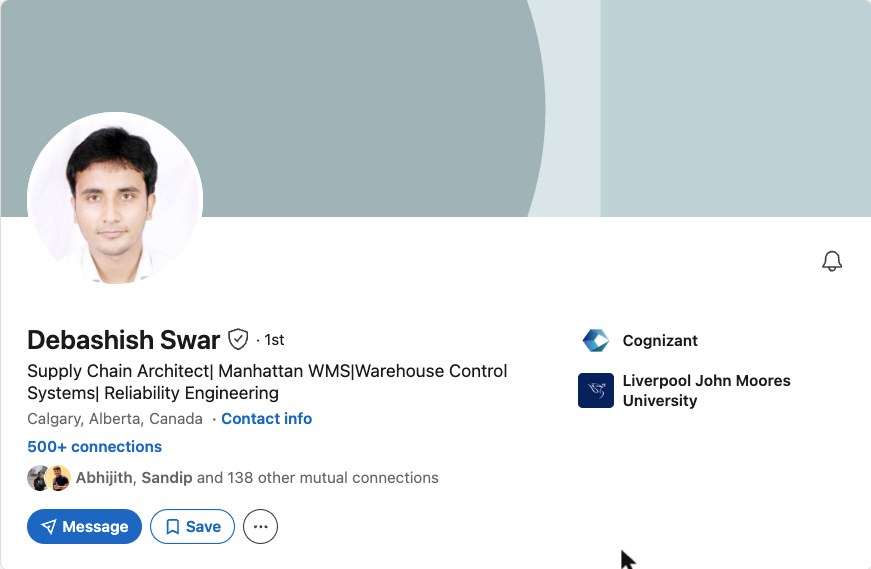 Debashish Swar · 1st
Supply Chain Architect| Manhattan WMS|Warehouse Control
Systems| Reliability Engineering
Calgary, Alberta, Canada · Contact info
500+ connections
Abhijith, Sandip and 138 other mutual connections
Message Save
Cognizant
Liverpool John Moores
University